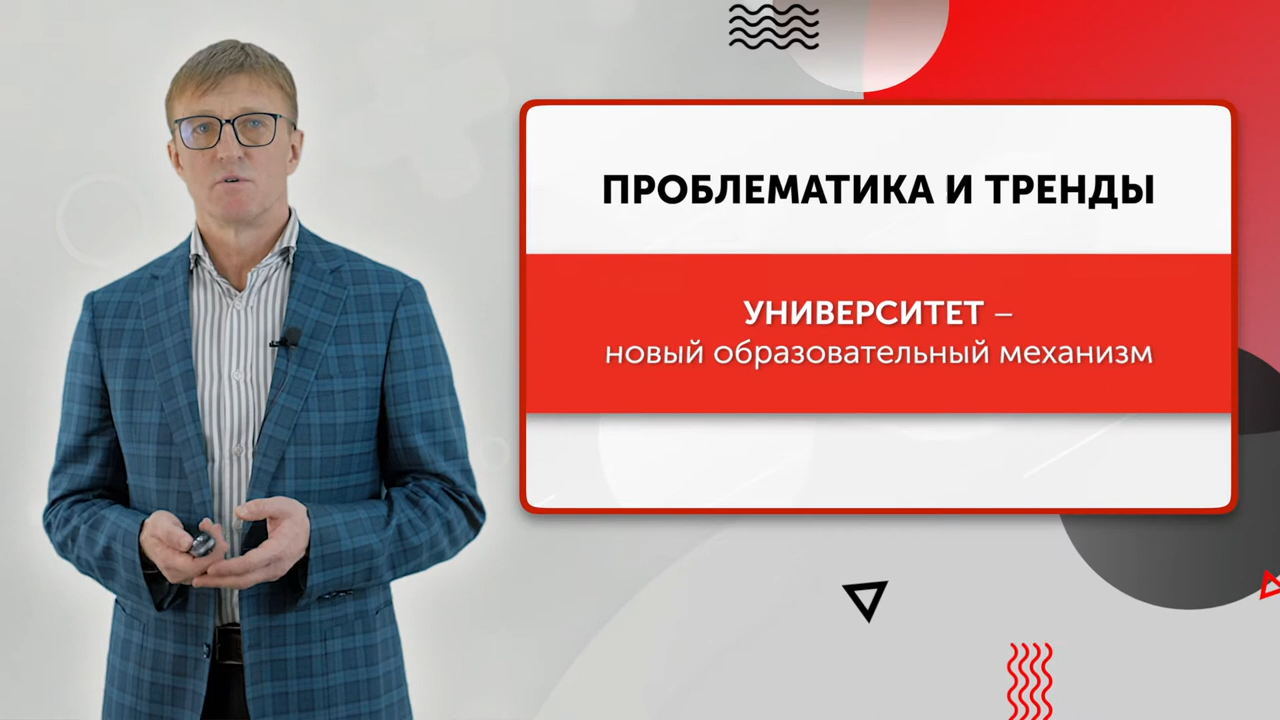 ПРОБЛЕМАТИКА И ТРЕНДЫ
УНИВЕРСИТЕТ –
новый образовательный механизм